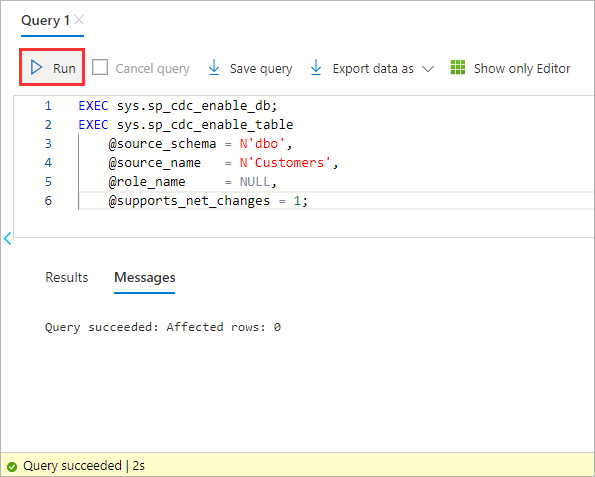 Query 1
Run Cancel query Save query Export data as Show only Editor
1 EXEC sys.sp_cdc_enable_db;
2 EXEC sys.sp_cdc_enable_table
3 @source_schema = N'dbo',
4 @source_name = N'Customers',
5 @role_name = NULL,
6 @supports_net_changes = 1;
Results Messages
Query succeeded: Affected rows: 0
Query succeeded | 2s